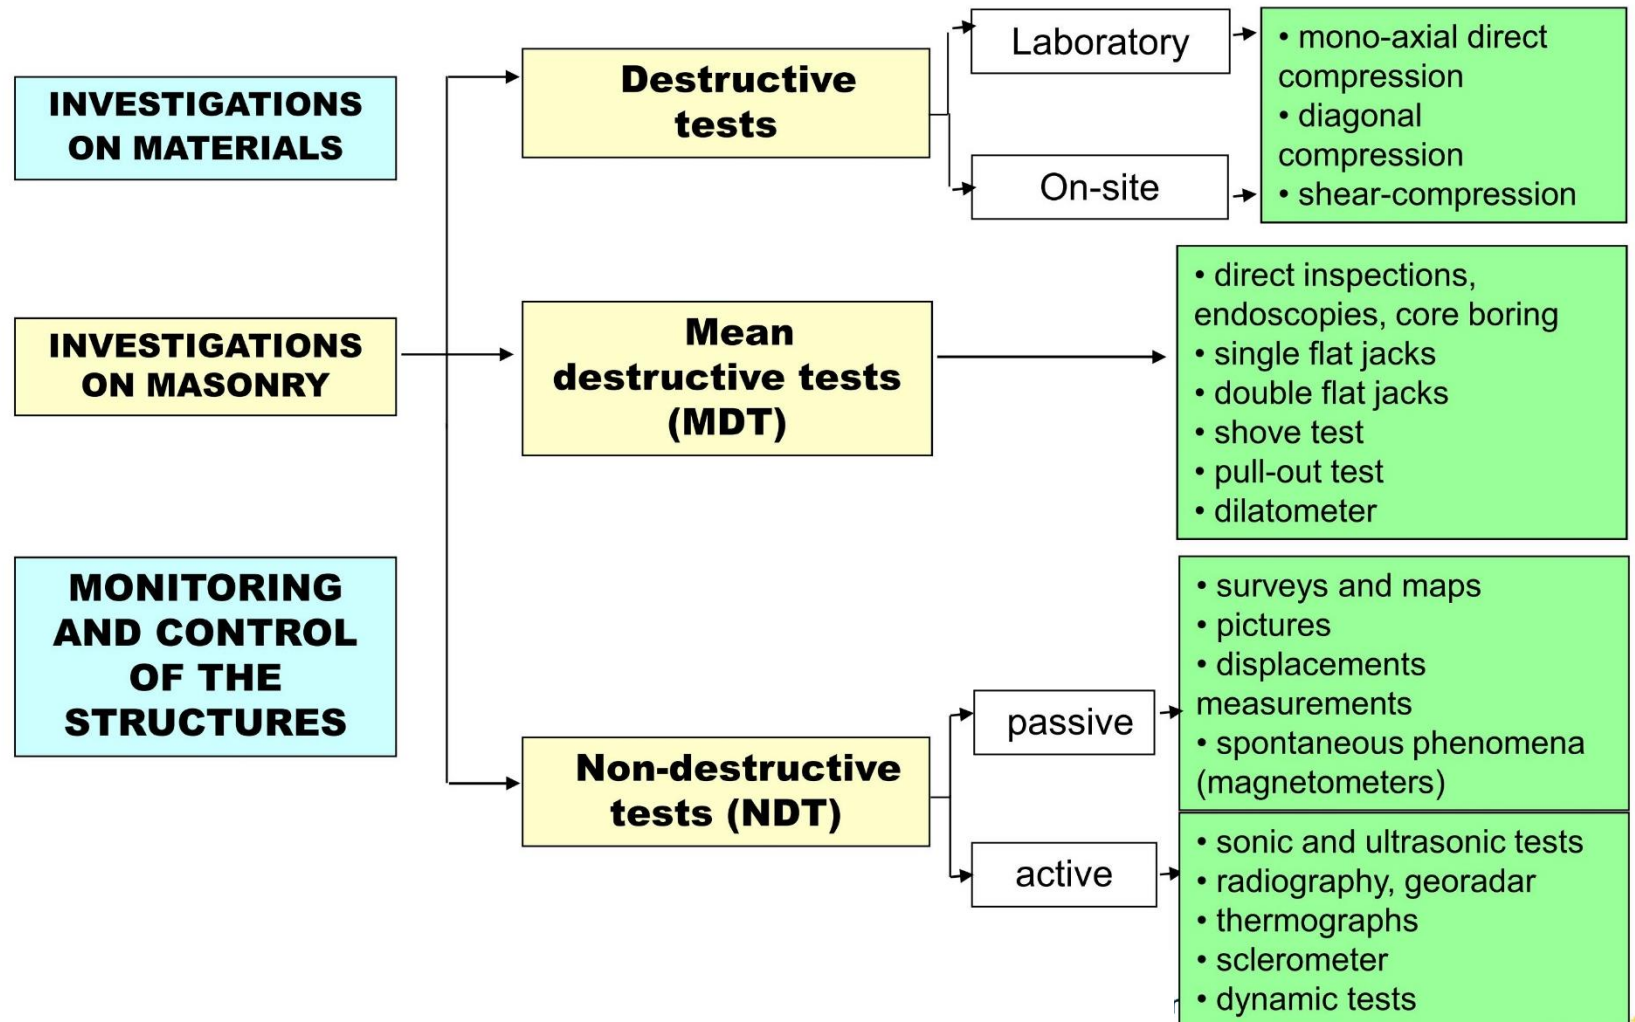 INVESTIGATIONS
ON MATERIALS
INVESTIGATIONS
ON MASONRY
MONITORING
AND CONTROL
OF THE
STRUCTURES
Destructive
tests
Laboratory
On-site
• mono-axial direct
compression
• diagonal
compression
• shear-compression
Mean
destructive tests
(MDT)
• direct inspections,
endoscopies, core boring
• single flat jacks
• double flat jacks
• shove test
• pull-out test
• dilatometer
Non-destructive
tests (NDT)
passive
• surveys and maps
• pictures
• displacements
measurements
• spontaneous phenomena
(magnetometers)
active
• sonic and ultrasonic tests
• radiography, georadar
• thermographs
• sclerometer
• dynamic tests